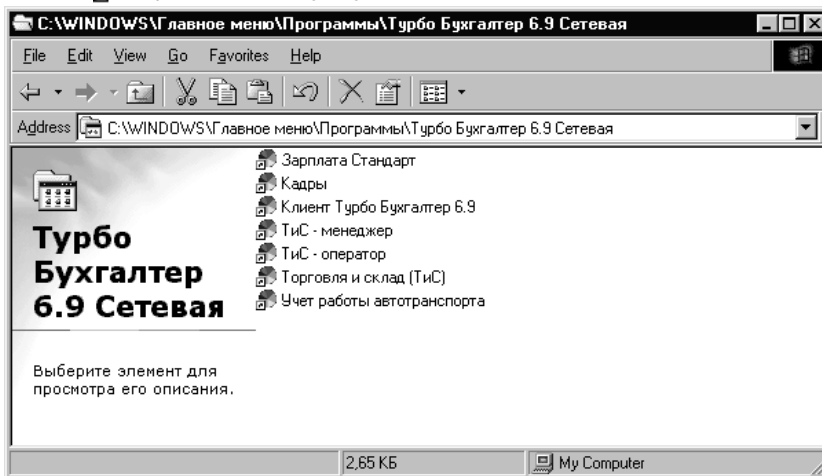 C:\WINDOWS\Главное меню\Программы\Турбо Бухгалтер 6.9 Сетевая
File Edit View Go Favorites Help
Address C:\WINDOWS\Главное меню\Программы\Турбо Бухгалтер 6.9 Сетевая
Турбо
Бухгалтер
6.9 Сетевая
Выберите элемент для
просмотра его описания.
Зарплата Стандарт
Кадры
Клиент Турбо Бухгалтер 6.9
ТиС - менеджер
ТиС - оператор
Торговля и склад (ТиС)
Учет работы автотранспорта
2,65 КБ
My Computer